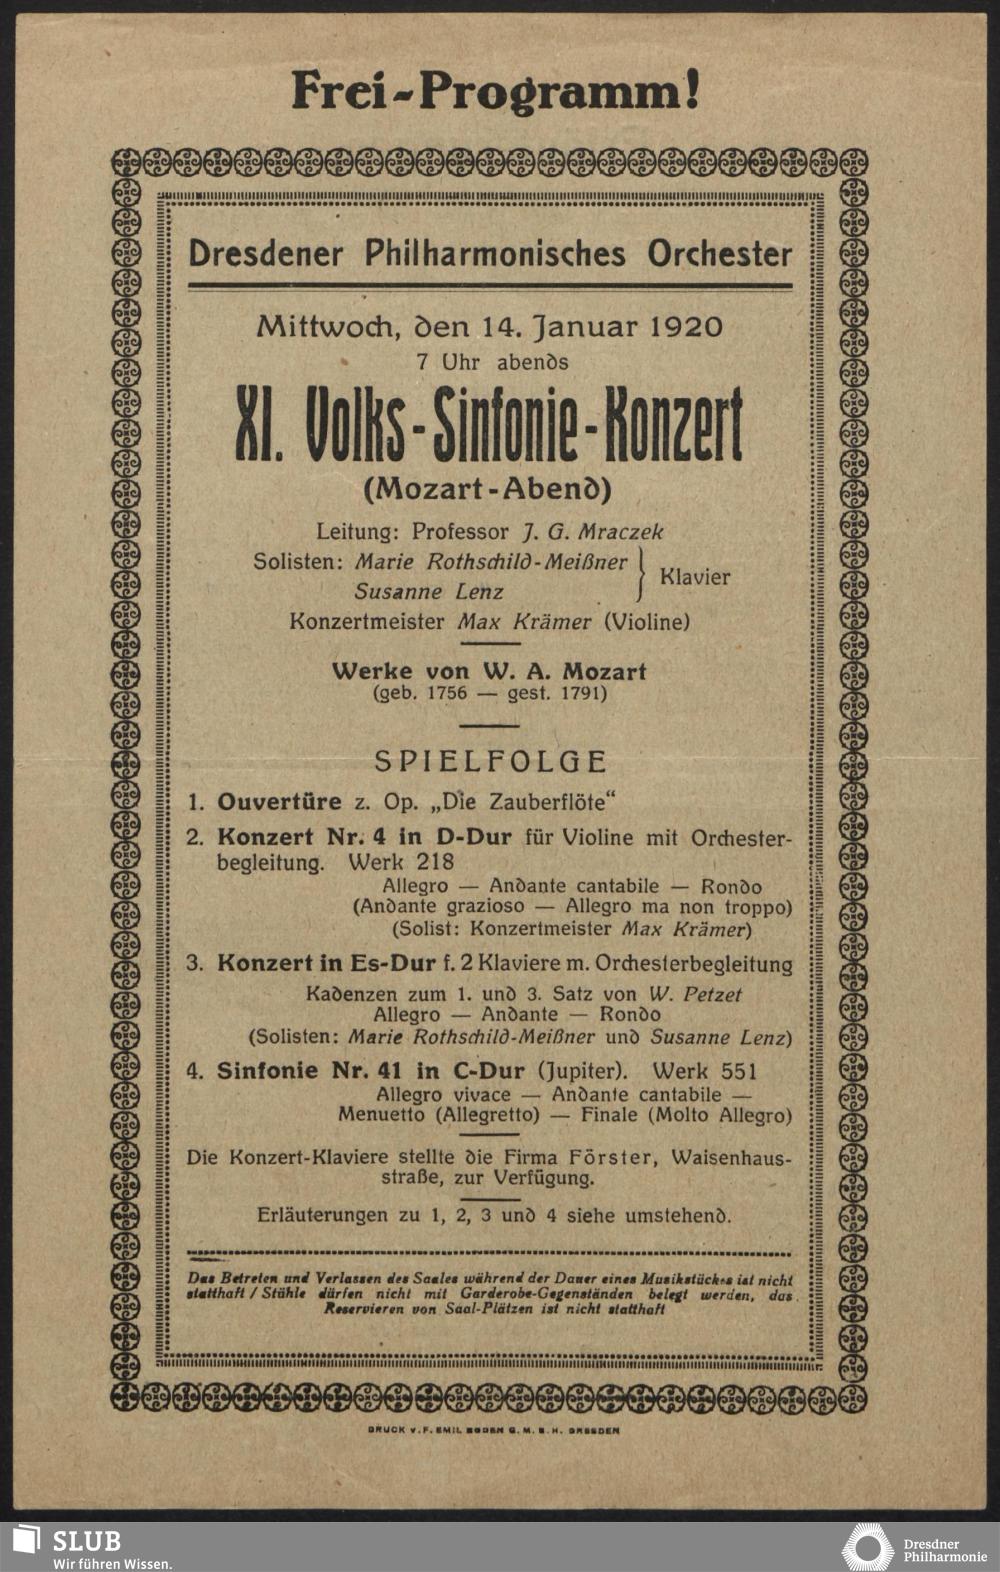 Frei-Programm!
Dresdener Philharmonisches Orchester
Mittwoch, den 14. Januar 1920
7 Uhr abends
XI. Volks-Sinfonie-Konzert
(Mozart-Abend)
Leitung: Professor J. G. Mraczek
Solisten: Marie Rothschild-Meißner
Susanne Lenz
} Klavier
Konzertmeister Max Krämer (Violine)
Werke von W. A. Mozart
(geb. 1756 — gest. 1791)
SPIELFOLGE
1. Ouvertüre z. Op. „Die Zauberflöte“
2. Konzert Nr. 4 in D-Dur für Violine mit Orchester-
begleitung. Werk 218
Allegro — Andante cantabile — Rondo
(Andante grazioso — Allegro ma non troppo)
(Solist: Konzertmeister Max Krämer)
3. Konzert in Es-Dur f. 2 Klaviere m. Orchesterbegleitung
Kadenzen zum 1. und 3. Satz von W. Petzet
Allegro — Andante — Rondo
(Solisten: Marie Rothschild-Meißner und Susanne Lenz)
4. Sinfonie Nr. 41 in C-Dur (Jupiter). Werk 551
Allegro vivace — Andante cantabile —
Menuetto (Allegretto) — Finale (Molto Allegro)
Die Konzert-Klaviere stellte die Firma Förster, Waisenhaus-
straße, zur Verfügung.
Erläuterungen zu 1, 2, 3 und 4 siehe umstehend.
Das Betreten und Verlassen des Saales während der Dauer eines Musikstückes ist nicht
statthaft / Stühle dürfen nicht mit Garderobe-Gegenständen belegt werden, das
Reservieren von Saal-Plätzen ist nicht statthaft
DRUCK v. F. EMIL BODEN G. M. B. H. DRESDEN
SLUB
Wir führen Wissen.
Dresdner
Philharmonie